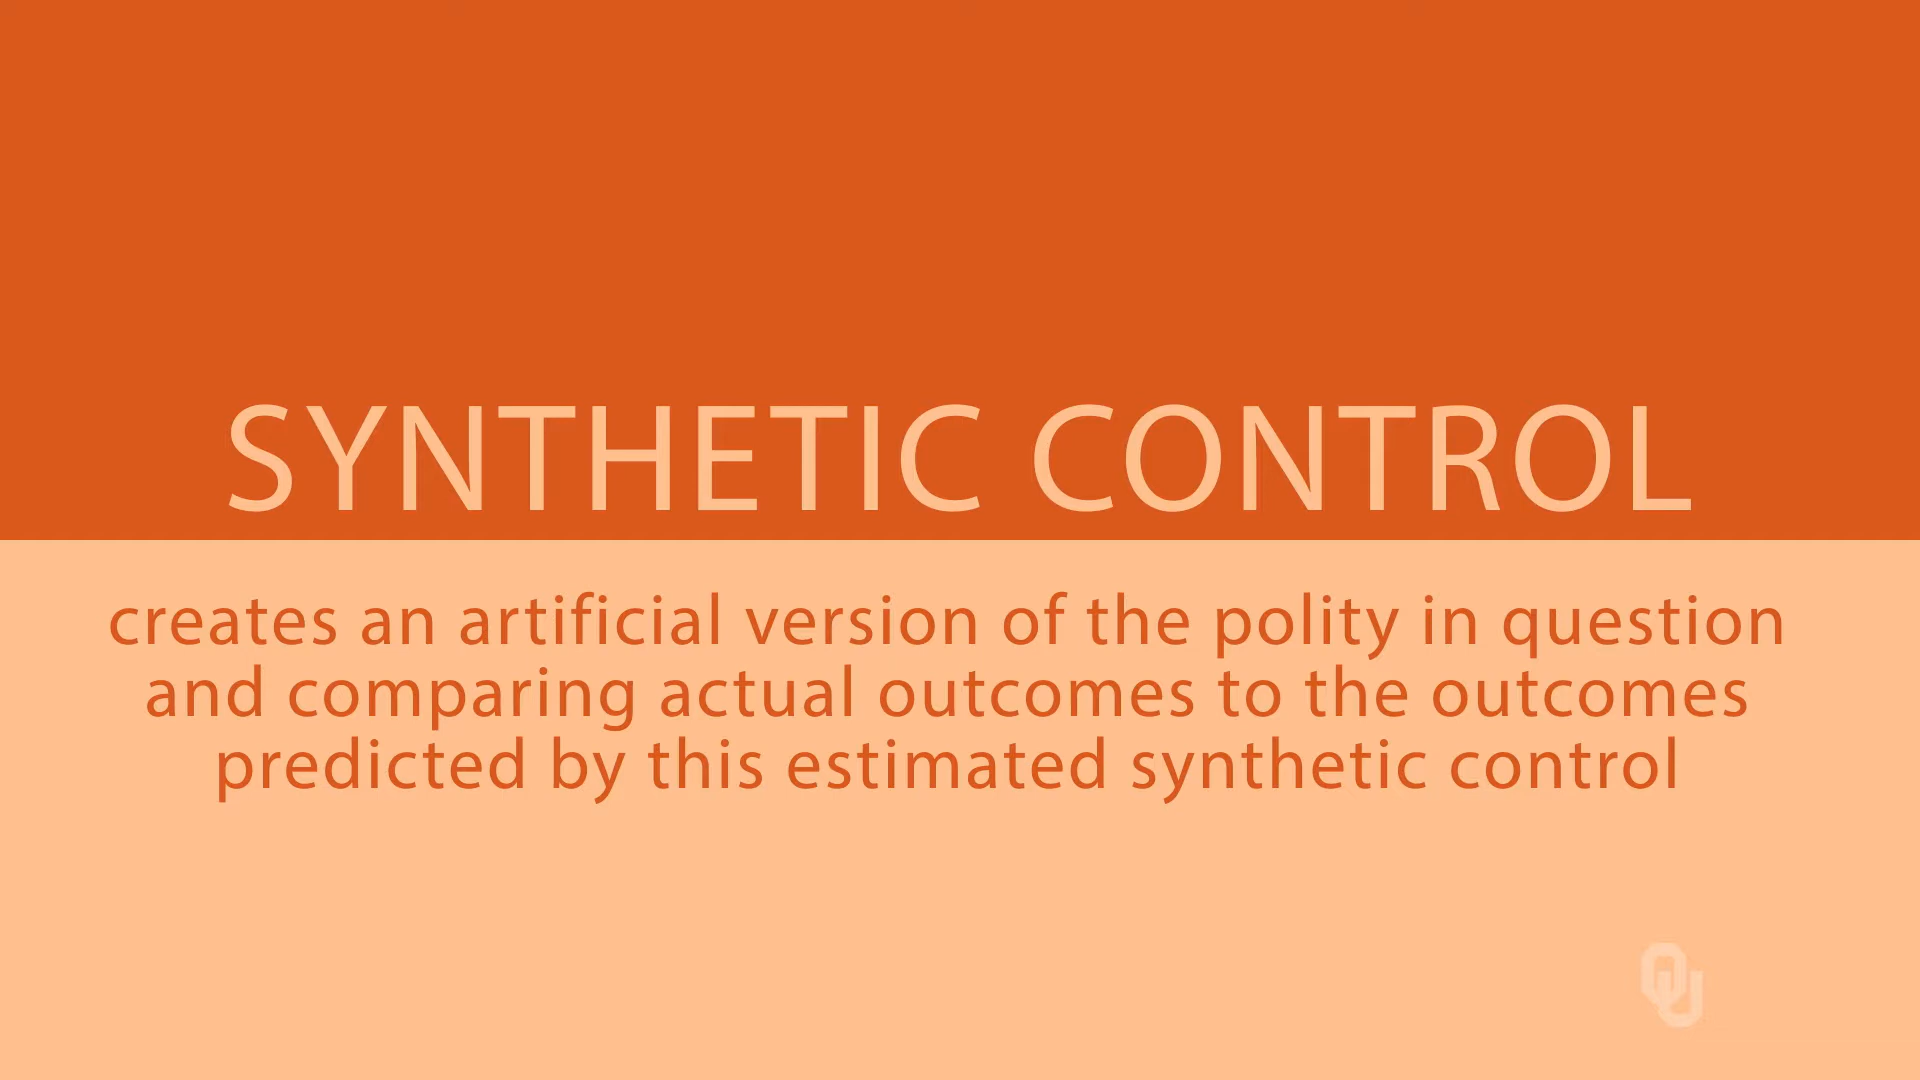 SYNTHETIC CONTROL
creates an artificial version of the polity in question
and comparing actual outcomes to the outcomes
predicted by this estimated synthetic control
OU